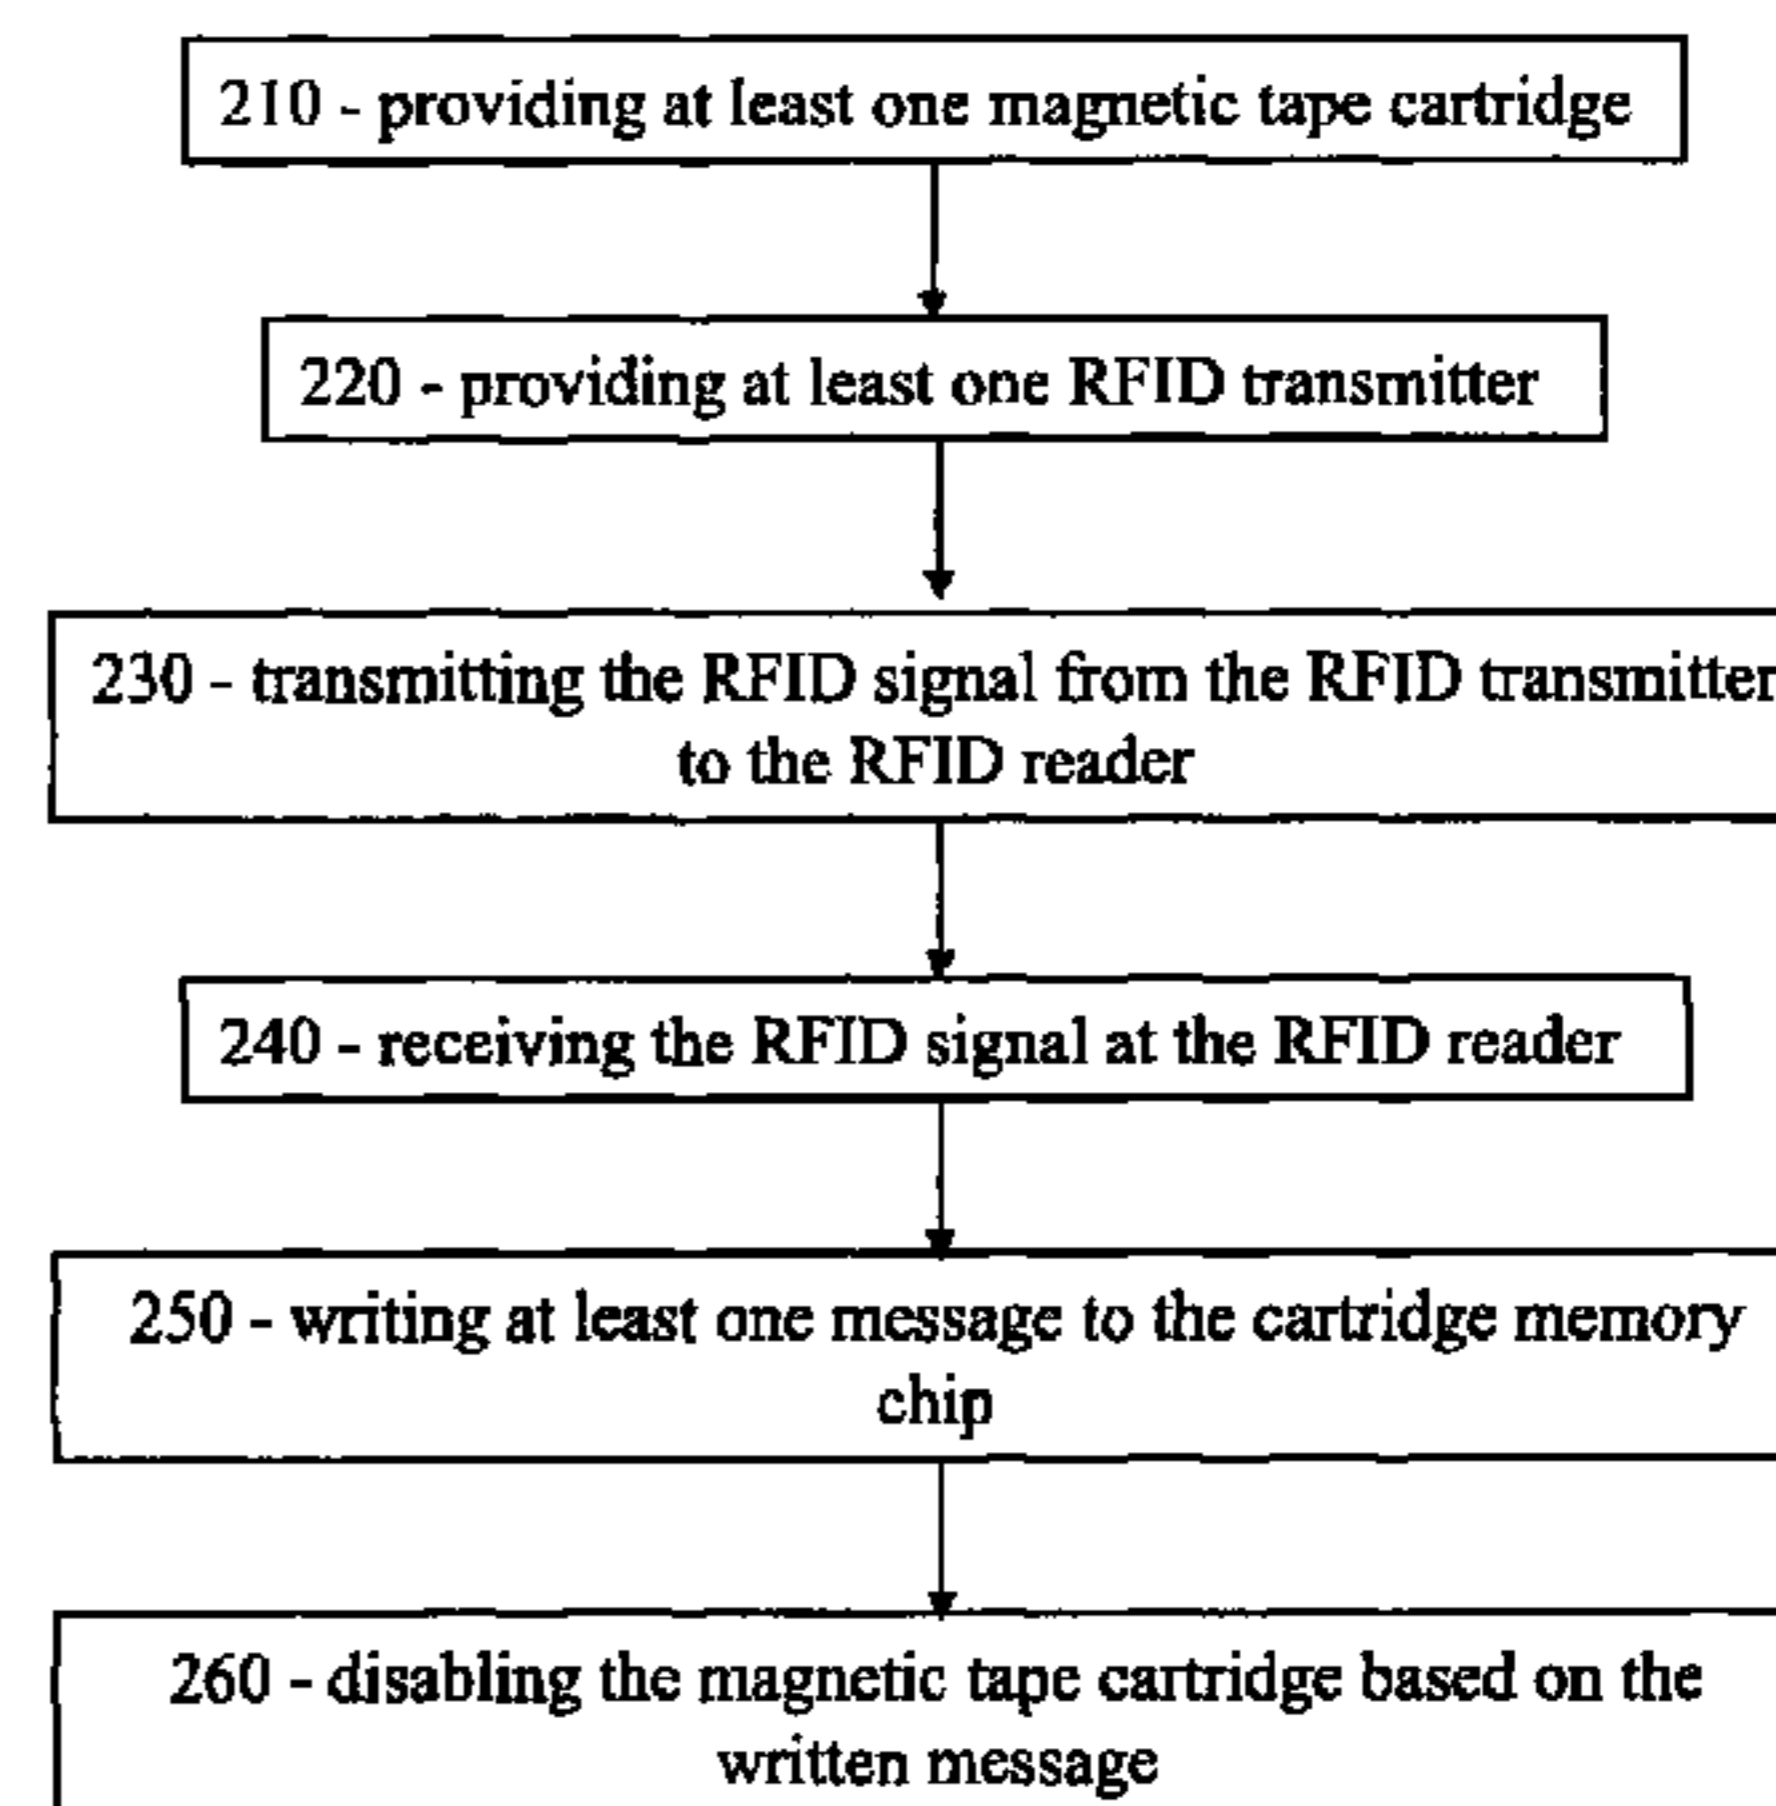 210 - providing at least one magnetic tape cartridge
220 - providing at least one RFID transmitter
230 - transmitting the RFID signal from the RFID transmitter
to the RFID reader
240 - receiving the RFID signal at the RFID reader
250 - writing at least one message to the cartridge memory
chip
260 - disabling the magnetic tape cartridge based on the
written message